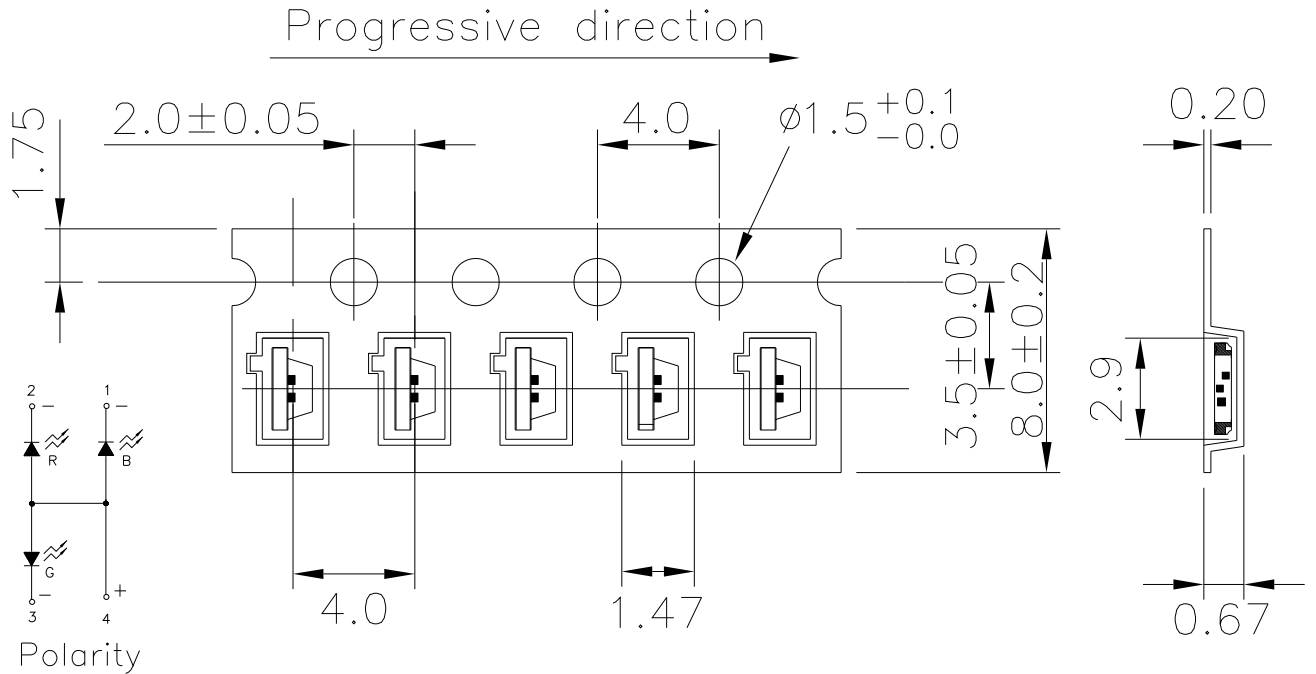 Progressive direction
1.75
2.0±0.05
4.0
ø1.5 +0.1
-0.0
0.20
3.5±0.05
8.0±0.2
2.9
2 −
1 −
R
B
G
3 −
4 +
Polarity
4.0
1.47
0.67